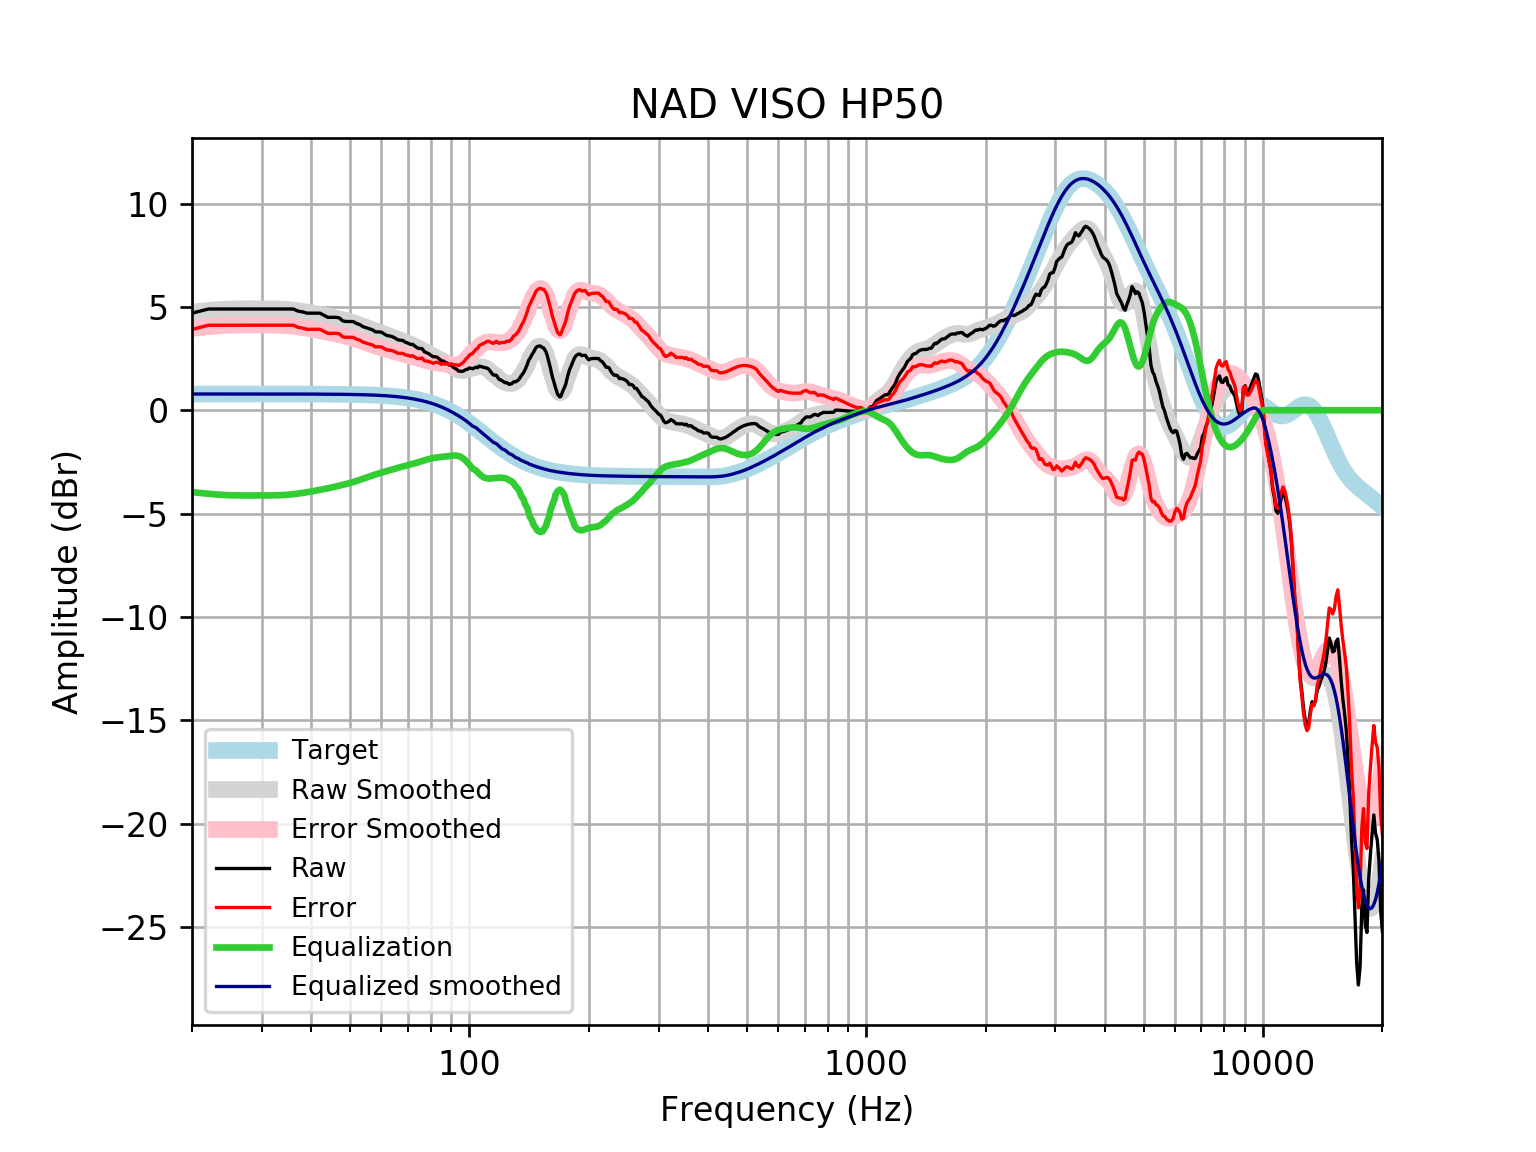 NAD VISO HP50
10
5
0
−5
−10
−15
−20
−25
Amplitude (dBr)
Target
Raw Smoothed
Error Smoothed
Raw
Error
Equalization
Equalized smoothed
100 1000 10000
Frequency (Hz)